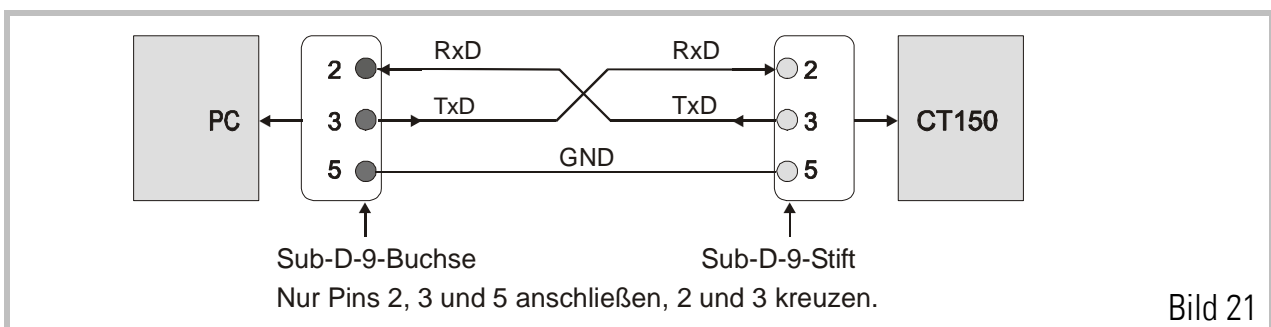 RxD RxD
2 2
PC 3 TxD TxD 3 CT150
GND
5 5
Sub-D-9-Buchse Sub-D-9-Stift
Nur Pins 2, 3 und 5 anschließen, 2 und 3 kreuzen.
Bild 21